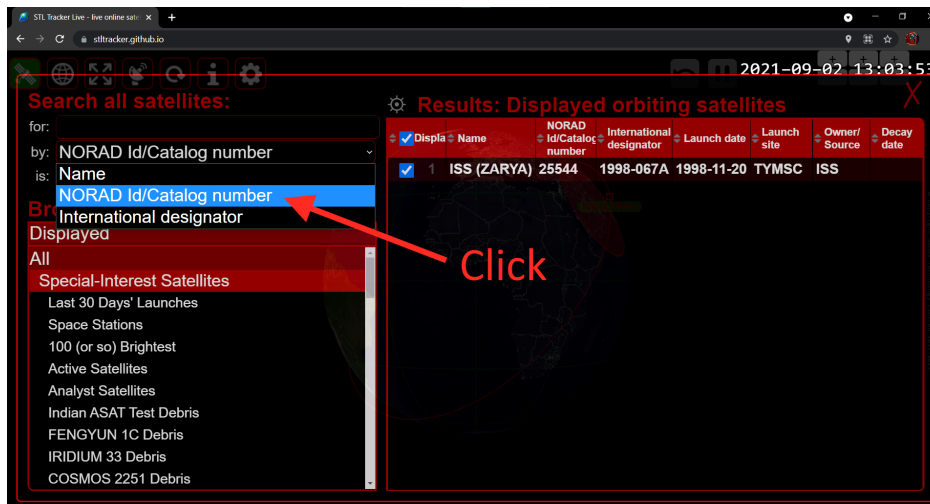 STL Tracker Live - live online sate
stltracker.github.io
2021-09-02 13:03:53
Search all satellites:
for:
by: NORAD Id/Catalog number
is:
Name
NORAD Id/Catalog number
International designator
Displayed
All
Special-Interest Satellites
Last 30 Days' Launches
Space Stations
100 (or so) Brightest
Active Satellites
Analyst Satellites
Indian ASAT Test Debris
FENGYUN 1C Debris
IRIDIUM 33 Debris
COSMOS 2251 Debris
Results: Displayed orbiting satellites
X
Displa Name NORAD Id/Catalog number International designator Launch date Launch site Owner/ Source Decay date
1 ISS (ZARYA) 25544 1998-067A 1998-11-20 TYMSC ISS
Click